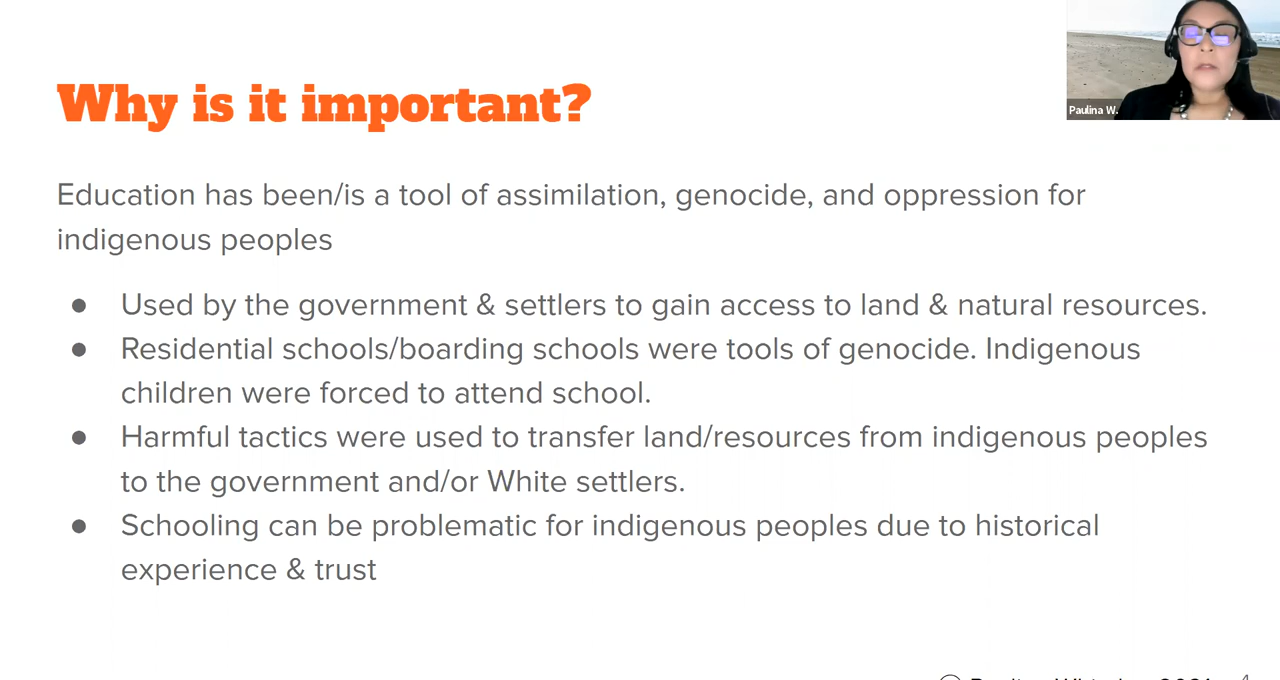 Why is it important?
Paulina W.
Education has been/is a tool of assimilation, genocide, and oppression for
indigenous peoples
● Used by the government & settlers to gain access to land & natural resources.
● Residential schools/boarding schools were tools of genocide. Indigenous
children were forced to attend school.
● Harmful tactics were used to transfer land/resources from indigenous peoples
to the government and/or White settlers.
● Schooling can be problematic for indigenous peoples due to historical
experience & trust